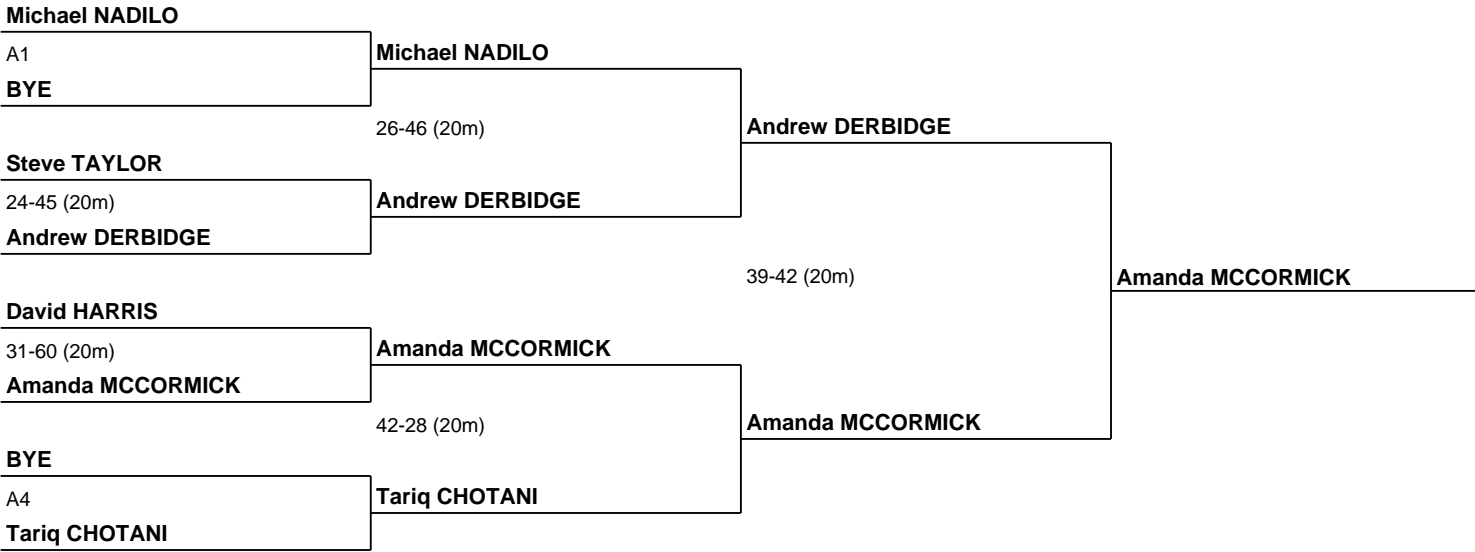 Michael NADILO
A1
BYE
Michael NADILO
26-46 (20m)
Steve TAYLOR
24-45 (20m)
Andrew DERBIDGE
Andrew DERBIDGE
Andrew DERBIDGE
39-42 (20m)
Amanda MCCORMICK
David HARRIS
31-60 (20m)
Amanda MCCORMICK
Amanda MCCORMICK
42-28 (20m)
Amanda MCCORMICK
BYE
A4
Tariq CHOTANI
Tariq CHOTANI